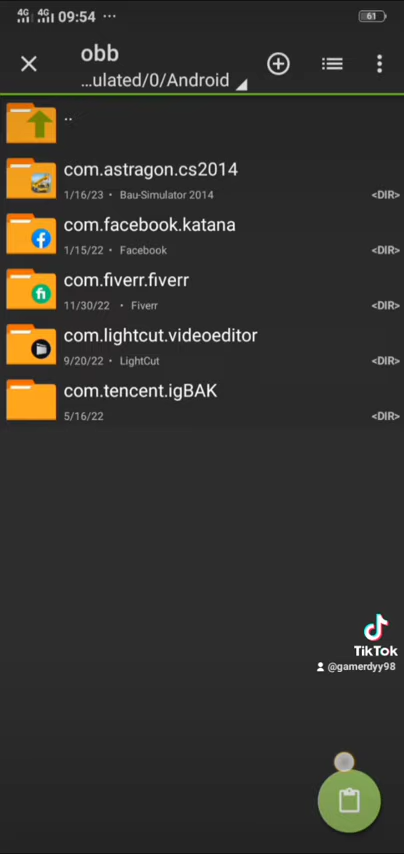 4G 4G 09:54 ... 61
obb
...ulated/0/Android
..
com.astragon.cs2014
1/16/23 • Bau-Simulator 2014 <DIR>
com.facebook.katana
1/15/22 • Facebook <DIR>
com.fiverr.fiverr
11/30/22 • Fiverr <DIR>
com.lightcut.videoeditor
9/20/22 • LightCut <DIR>
com.tencent.igBAK
5/16/22 <DIR>
TikTok
@gamerdyy98